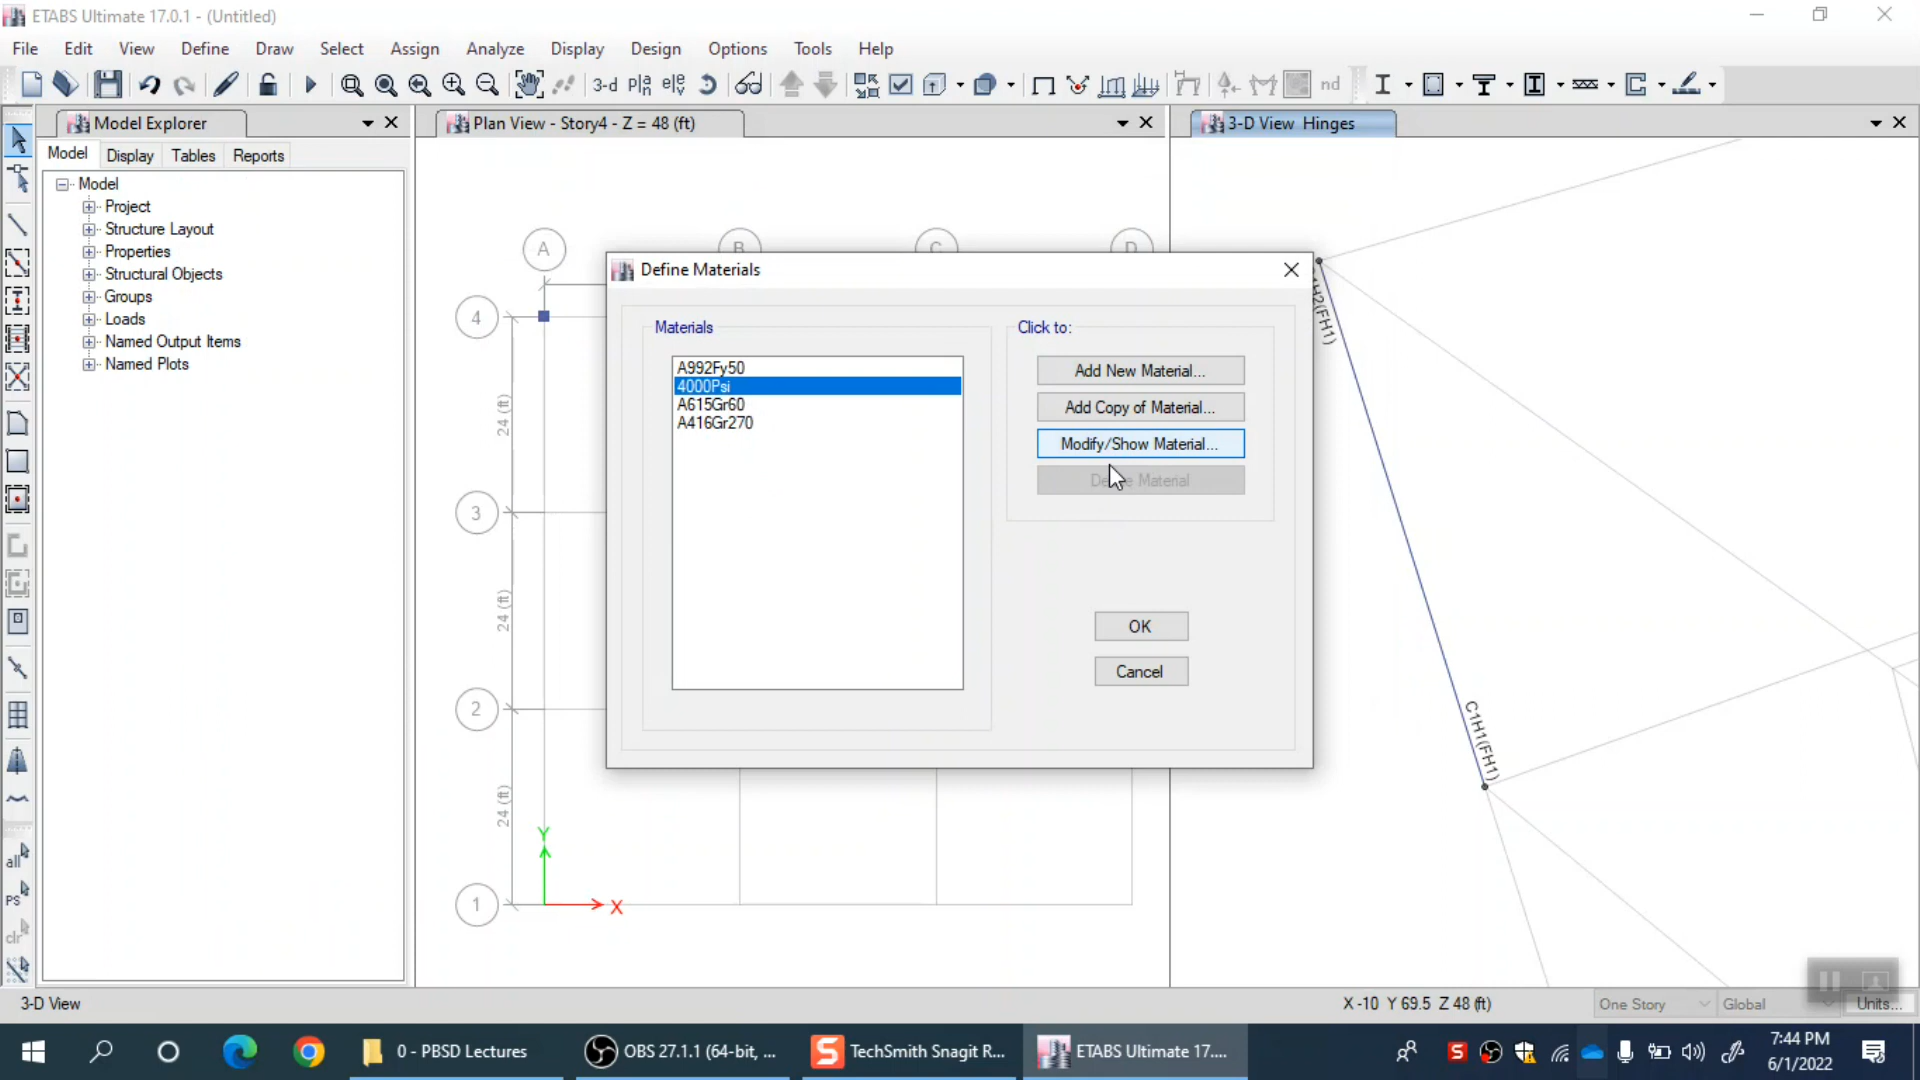 ETABS Ultimate 17.0.1 - (Untitled)
File Edit View Define Draw Select Assign Analyze Display Design Options Tools Help
3-d pla ele nd
Model Explorer
Plan View - Story4 - Z = 48 (ft)
3-D View Hinges
Model Display Tables Reports
Model
Project
Structure Layout
Properties
Structural Objects
Groups
Loads
Named Output Items
Named Plots
A B C D
4
3
2
1
24 (ft)
24 (ft)
24 (ft)
Y
X
Define Materials
Materials
A992Fy50
4000Psi
A615Gr60
A416Gr270
Click to:
Add New Material...
Add Copy of Material...
Modify/Show Material...
Material
OK
Cancel
C1H1(FH1)
all
PS
clr
3-D View
X -10 Y 69.5 Z 48 (ft)
One Story
Global
Units...
0 - PBSD Lectures
OBS 27.1.1 (64-bit, ...
TechSmith Snagit R...
ETABS Ultimate 17....
7:44 PM
6/1/2022